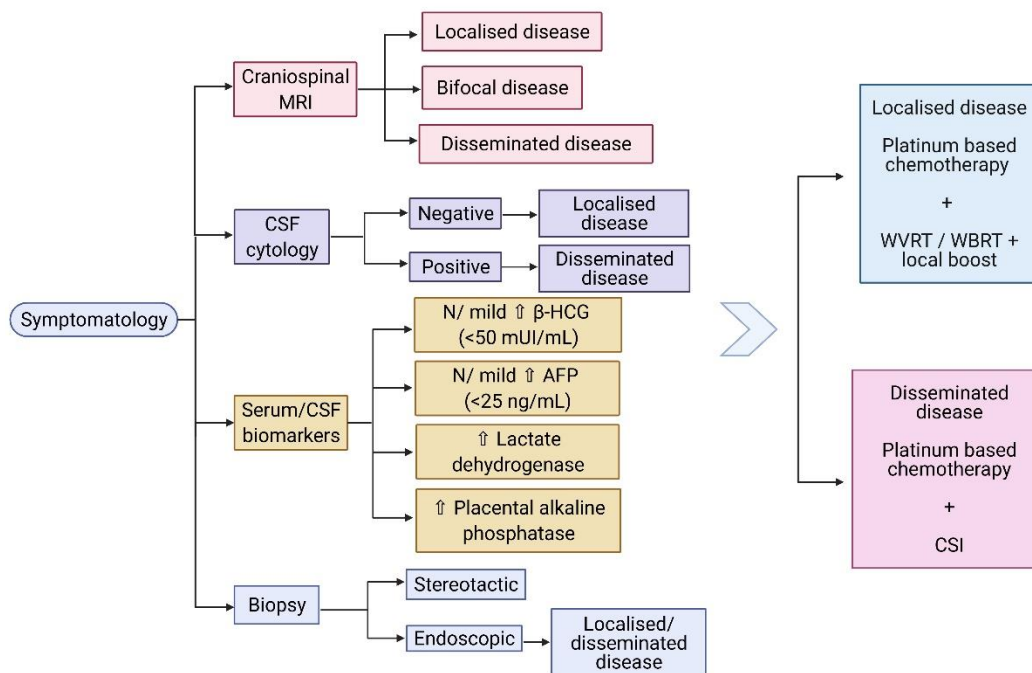 Symptomatology
Craniospinal
MRI
Localised disease
Bifocal disease
Disseminated disease
CSF
cytology
Negative
Localised
disease
Positive
Disseminated
disease
Serum/CSF
biomarkers
N/ mild ⇧ β-HCG
(<50 mUI/mL)
N/ mild ⇧ AFP
(<25 ng/mL)
⇧ Lactate
dehydrogenase
⇧ Placental alkaline
phosphatase
Biopsy
Stereotactic
Endoscopic
Localised/
disseminated
disease
Localised disease
Platinum based
chemotherapy
+
WVRT / WBRT +
local boost
Disseminated
disease
Platinum based
chemotherapy
+
CSI